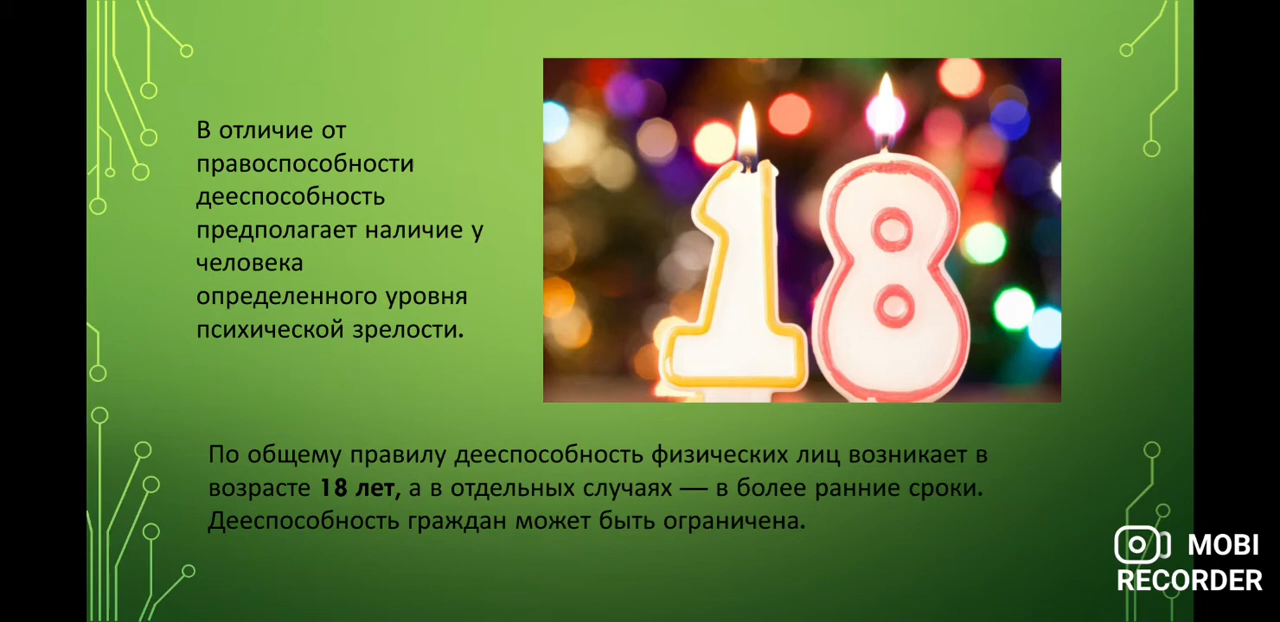 В отличие от
правоспособности
дееспособность
предполагает наличие у
человека
определенного уровня
психической зрелости.
18
По общему правилу дееспособность физических лиц возникает в
возрасте 18 лет, а в отдельных случаях — в более ранние сроки.
Дееспособность граждан может быть ограничена.
MOBI
RECORDER